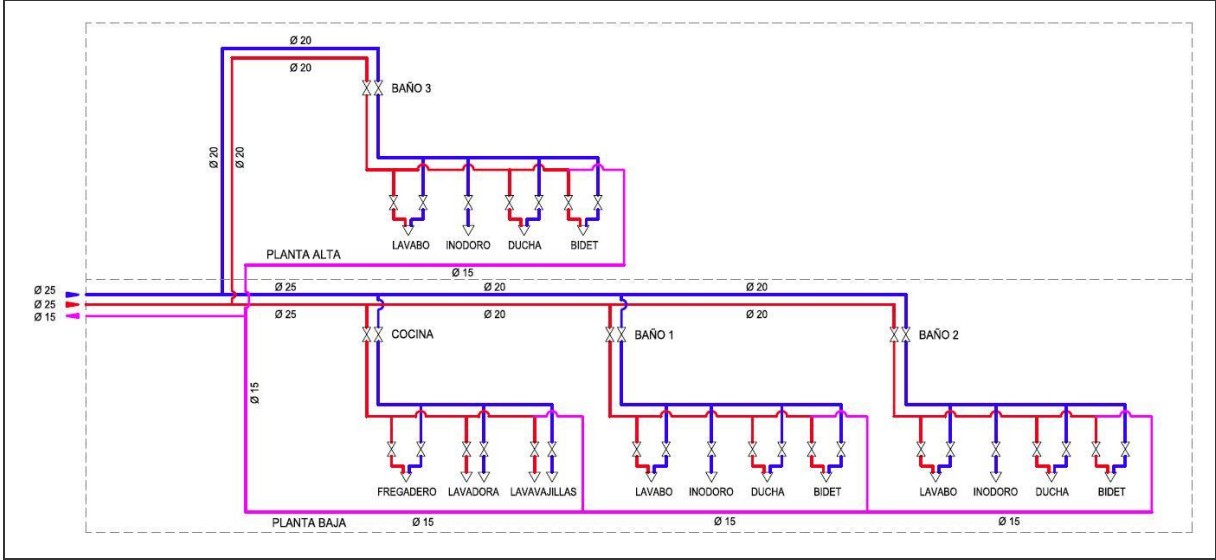 Ø 20
Ø 20
BAÑO 3
Ø 20
Ø 20
LAVABO INODORO DUCHA BIDET
PLANTA ALTA
Ø 15
Ø 25
Ø 25 Ø 20 Ø 20
Ø 25
Ø 15
Ø 25 Ø 20 Ø 20
COCINA BAÑO 1 BAÑO 2
Ø 15
FREGADERO LAVADORA LAVAVAJILLAS LAVABO INODORO DUCHA BIDET LAVABO INODORO DUCHA BIDET
PLANTA BAJA Ø 15 Ø 15 Ø 15